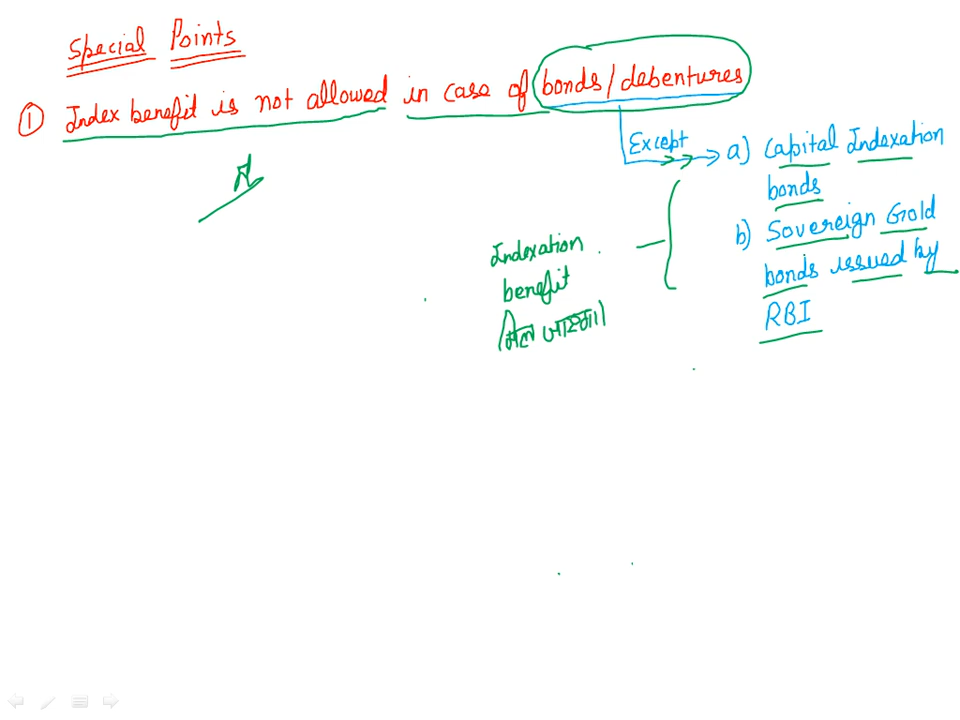 Special Points
① Index benefit is not allowed in case of bonds/debentures
Except
a) Capital Indexation
bonds
b) Sovereign Gold
bonds issued by
RBI
Indexation
benefit
मिल जाएगा